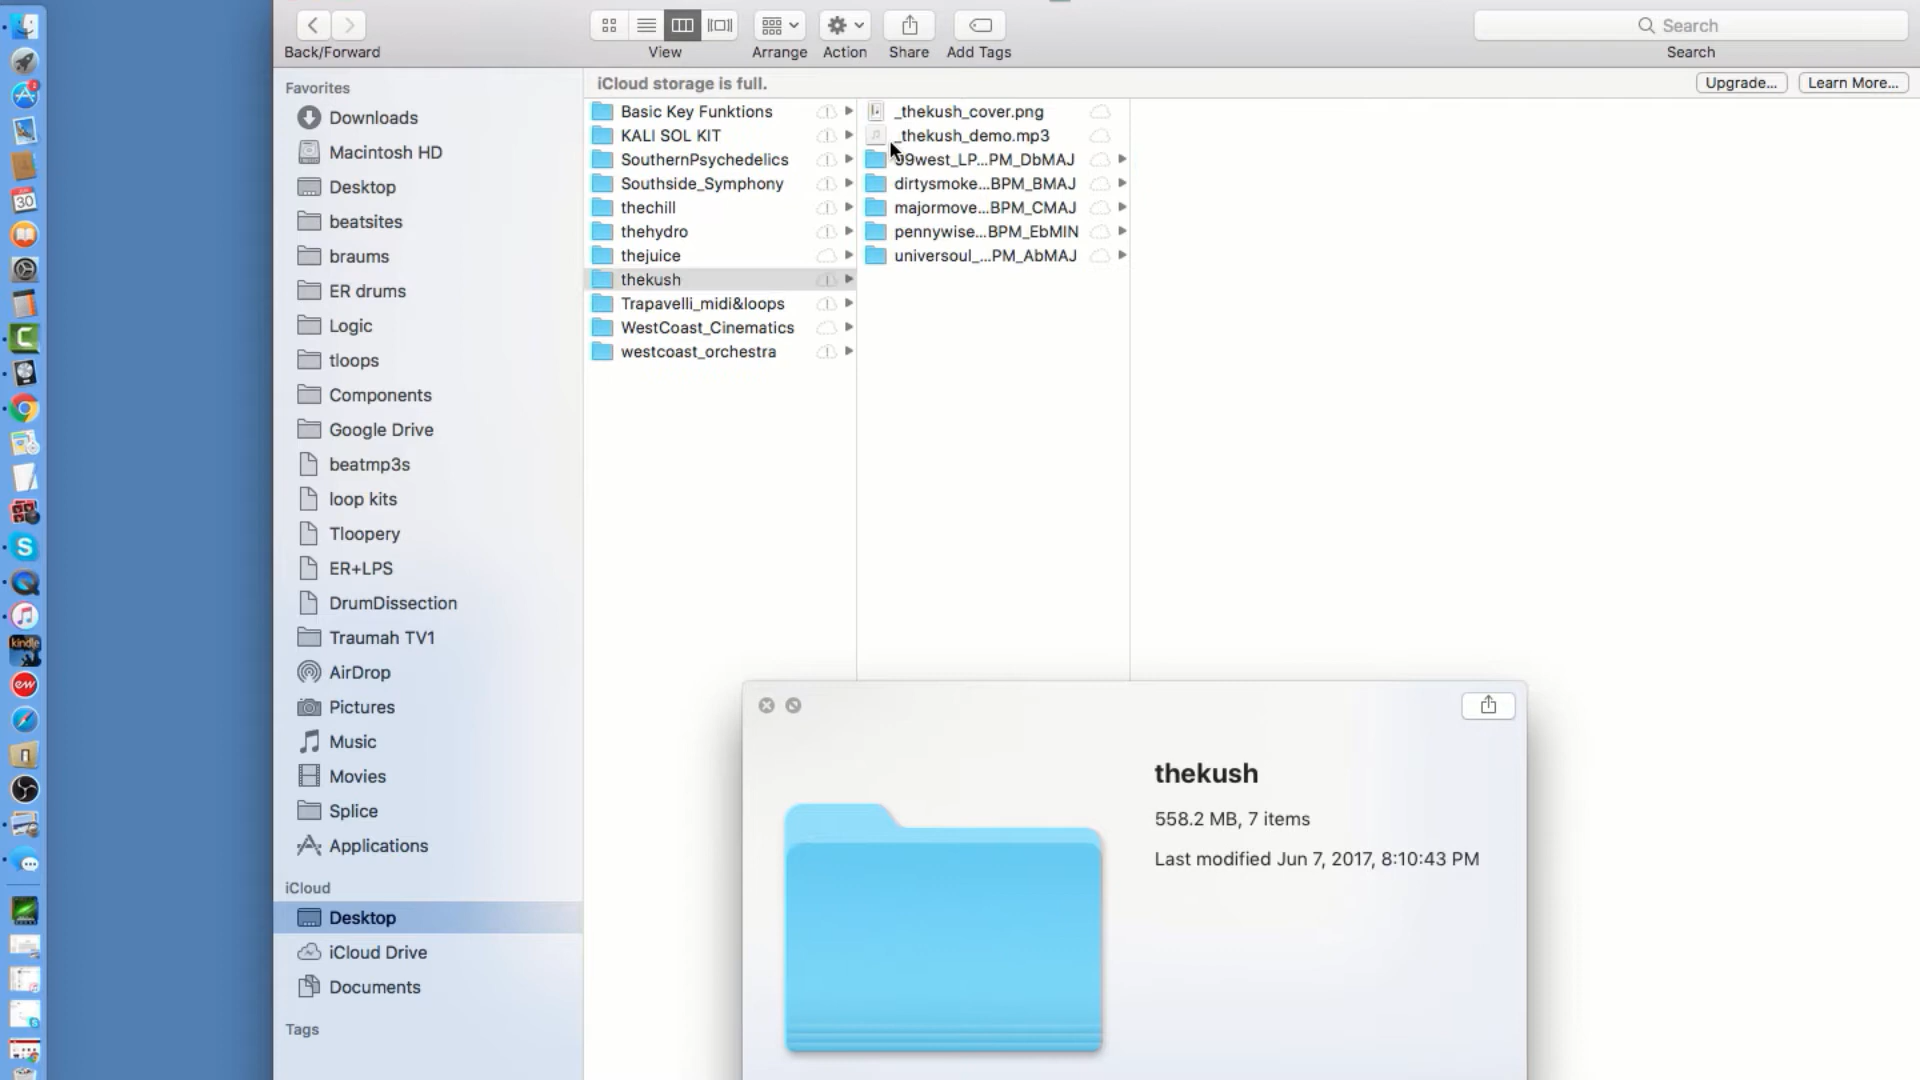 Back/Forward
View
Arrange
Action
Share
Add Tags
Search
Search
iCloud storage is full.
Upgrade...
Learn More...
Favorites
Downloads
Macintosh HD
Desktop
beatsites
braums
ER drums
Logic
tloops
Components
Google Drive
beatmp3s
loop kits
Tloopery
ER+LPS
DrumDissection
Traumah TV1
AirDrop
Pictures
Music
Movies
Splice
Applications
iCloud
Desktop
iCloud Drive
Documents
Tags
Basic Key Funktions
KALI SOL KIT
SouthernPsychedelics
Southside_Symphony
thechill
thehydro
thejuice
thekush
Trapavelli_midi&loops
WestCoast_Cinematics
westcoast_orchestra
_thekush_cover.png
_thekush_demo.mp3
99west_LP...PM_DbMAJ
dirtysmoke...BPM_BMAJ
majormove...BPM_CMAJ
pennywise...BPM_EbMIN
universoul_...PM_AbMAJ
thekush
558.2 MB, 7 items
Last modified Jun 7, 2017, 8:10:43 PM
30
kindle
ew